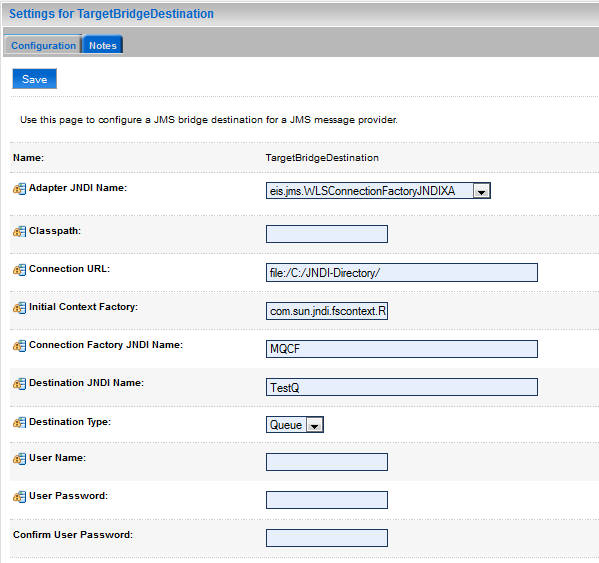 Settings for TargetBridgeDestination
Configuration Notes
Save
Use this page to configure a JMS bridge destination for a JMS message provider.
Name: TargetBridgeDestination
Adapter JNDI Name: eis.jms.WLSConnectionFactoryJNDIXA
Classpath:
Connection URL: file:/C:/JNDI-Directory/
Initial Context Factory: com.sun.jndi.fscontext.R
Connection Factory JNDI Name: MQCF
Destination JNDI Name: TestQ
Destination Type: Queue
User Name:
User Password:
Confirm User Password: